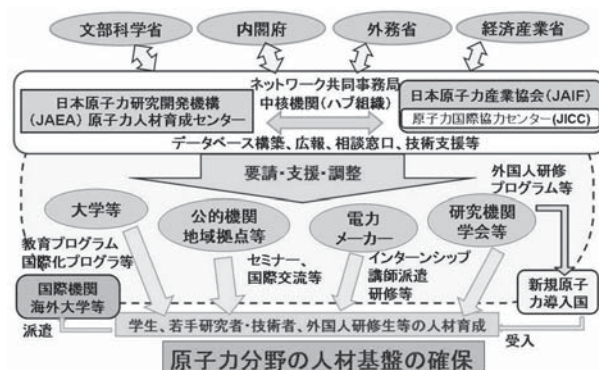 文部科学省
内閣府
外務省
経済産業省
ネットワーク共同事務局
中核機関(ハブ組織)
日本原子力研究開発機構
(JAEA)原子力人材育成センター
日本原子力産業協会(JAIF)
原子力国際協力センター(JICC)
データベース構築、広報、相談窓口、技術支援等
要請・支援・調整
外国人研修
プログラム等
大学等
公的機関
地域拠点等
電力
メーカー
研究機関
学会等
教育プログラム
国際化プログラ等
セミナー、
国際交流等
インターンシップ
講師派遣
研修等
国際機関
海外大学等
新規原子
力導入国
派遣
学生、若手研究者・技術者、外国人研修生等の人材育成
受入
原子力分野の人材基盤の確保